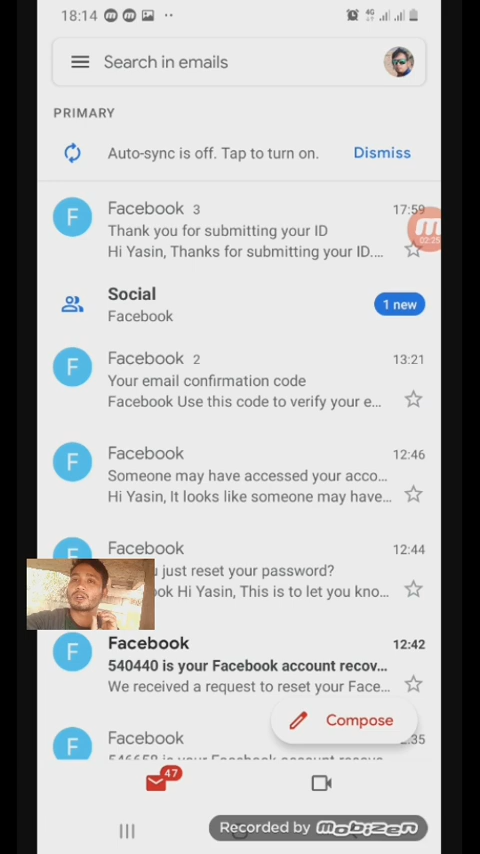 18:14
4G
Search in emails
PRIMARY
Auto-sync is off. Tap to turn on.
Dismiss
F
Facebook 3
17:59
Thank you for submitting your ID
Hi Yasin, Thanks for submitting your ID....
02:25
Social
1 new
Facebook
F
Facebook 2
13:21
Your email confirmation code
Facebook Use this code to verify your e...
F
Facebook
12:46
Someone may have accessed your acco...
Hi Yasin, It looks like someone may have...
Facebook
12:44
just reset your password?
Hi Yasin, This is to let you kno...
F
Facebook
12:42
540440 is your Facebook account recov...
We received a request to reset your Face...
Compose
F
Facebook
47
Recorded by mobizen